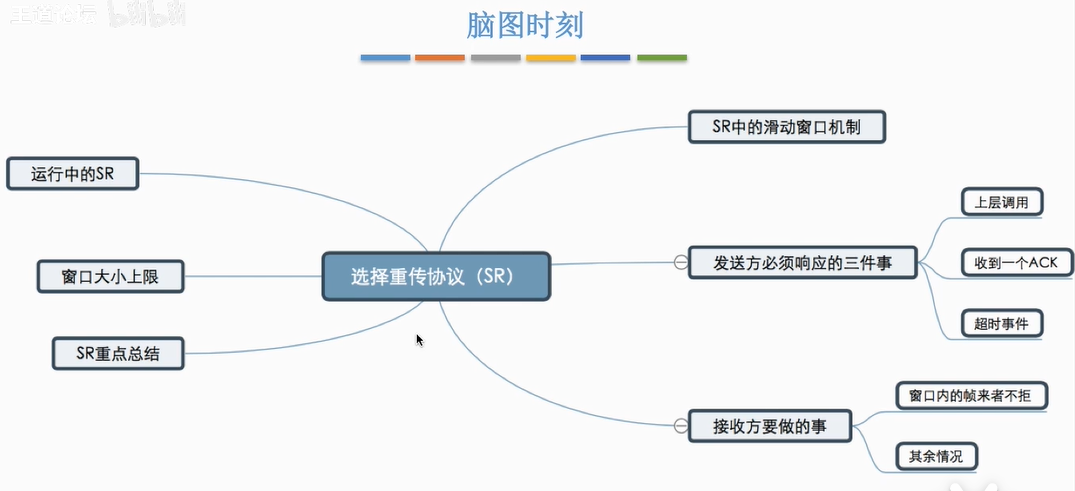 王道论坛 bilibili
脑图时刻
SR中的滑动窗口机制
运行中的SR
上层调用
选择重传协议（SR）
发送方必须响应的三件事
收到一个ACK
窗口大小上限
超时事件
SR重点总结
窗口内的帧来者不拒
接收方要做的事
其余情况